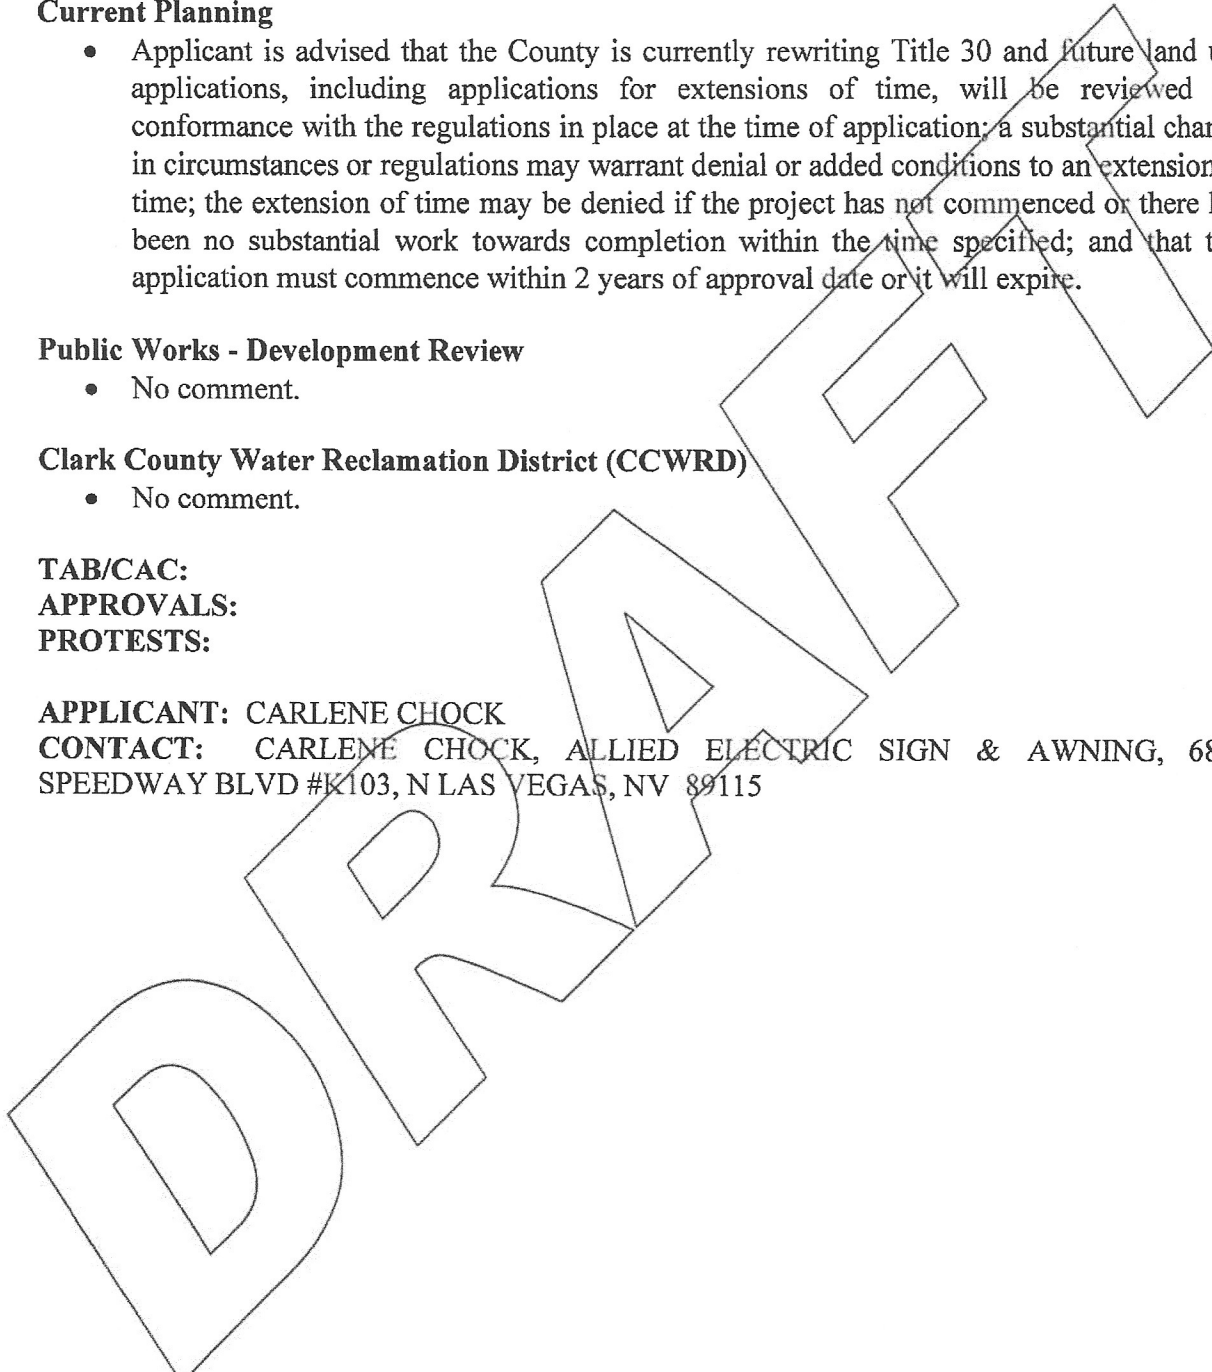 Current Planning
• Applicant is advised that the County is currently rewriting Title 30 and future land
applications, including applications for extensions of time, will be reviewed
conformance with the regulations in place at the time of application; a substantial
in circumstances or regulations may warrant denial or added conditions to an extension
time; the extension of time may be denied if the project has not commenced or there
been no substantial work towards completion within the time specified; and that
application must commence within 2 years of approval date or it will expire.
Public Works - Development Review
• No comment.
Clark County Water Reclamation District (CCWRD)
• No comment.
TAB/CAC:
APPROVALS:
PROTESTS:
APPLICANT: CARLENE CHOCK
CONTACT: CARLENE CHOCK, ALLIED ELECTRIC SIGN & AWNING,
SPEEDWAY BLVD #K103, N LAS VEGAS, NV 89115
DRAFT